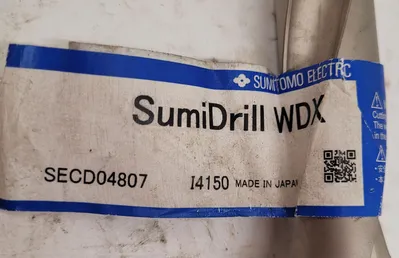 SUMITOMO ELECTRIC
SumiDrill WDX
SECD04807 I4150 MADE IN JAPAN